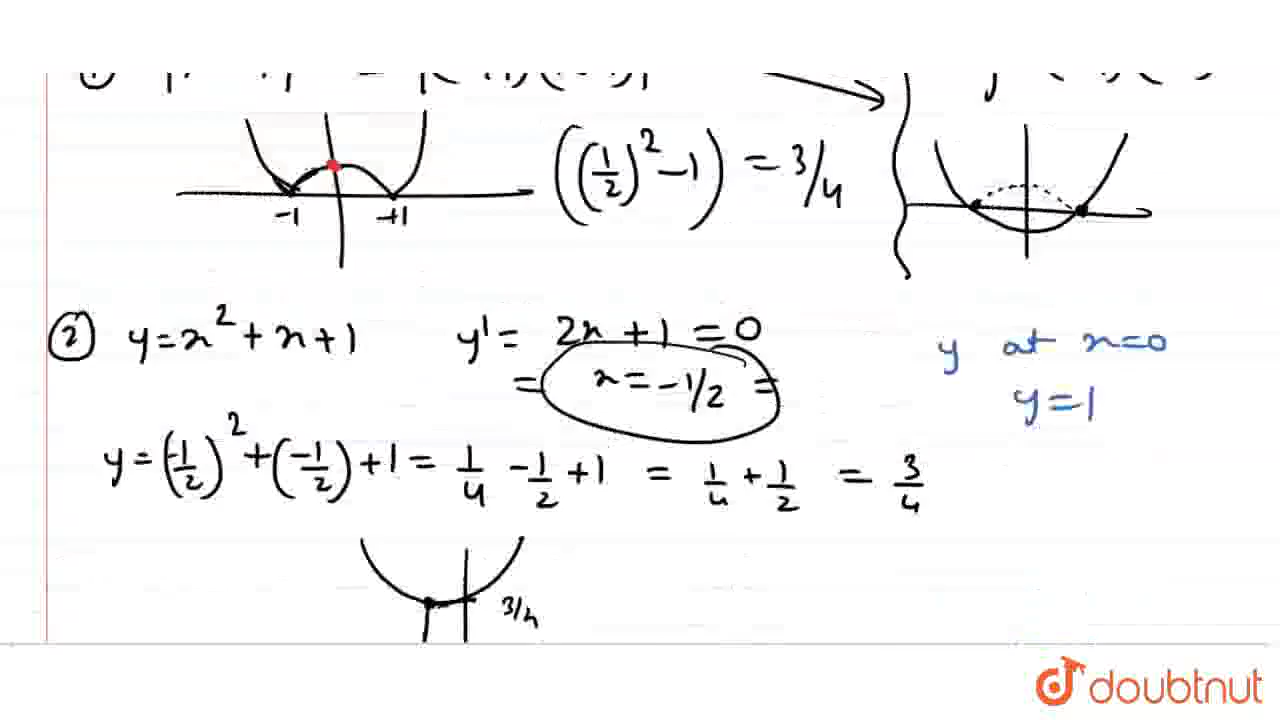 ((1/2)² - 1) = 3/4
-1 +1
② y = x² + x + 1 y' = 2x + 1 = 0
= x = -1/2 =
y at x=0
y = 1
y = (-1/2)² + (-1/2) + 1 = 1/4 - 1/2 + 1 = 1/4 + 1/2 = 3/4
3/4
doubtnut